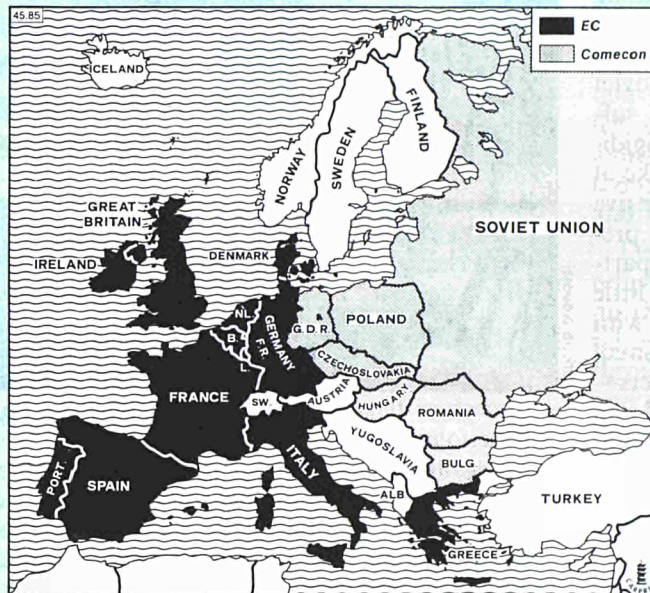 45.85
EC
Comecon
ICELAND
NORWAY
SWEDEN
FINLAND
SOVIET UNION
GREAT
BRITAIN
IRELAND
DENMARK
NL.
B.
L.
GERMANY
F.R.
G.D.R.
POLAND
CZECHOSLOVAKIA
FRANCE
SW.
AUSTRIA
HUNGARY
ROMANIA
YUGOSLAVIA
ITALY
BULG.
PORT.
SPAIN
ALB
TURKEY
GREECE